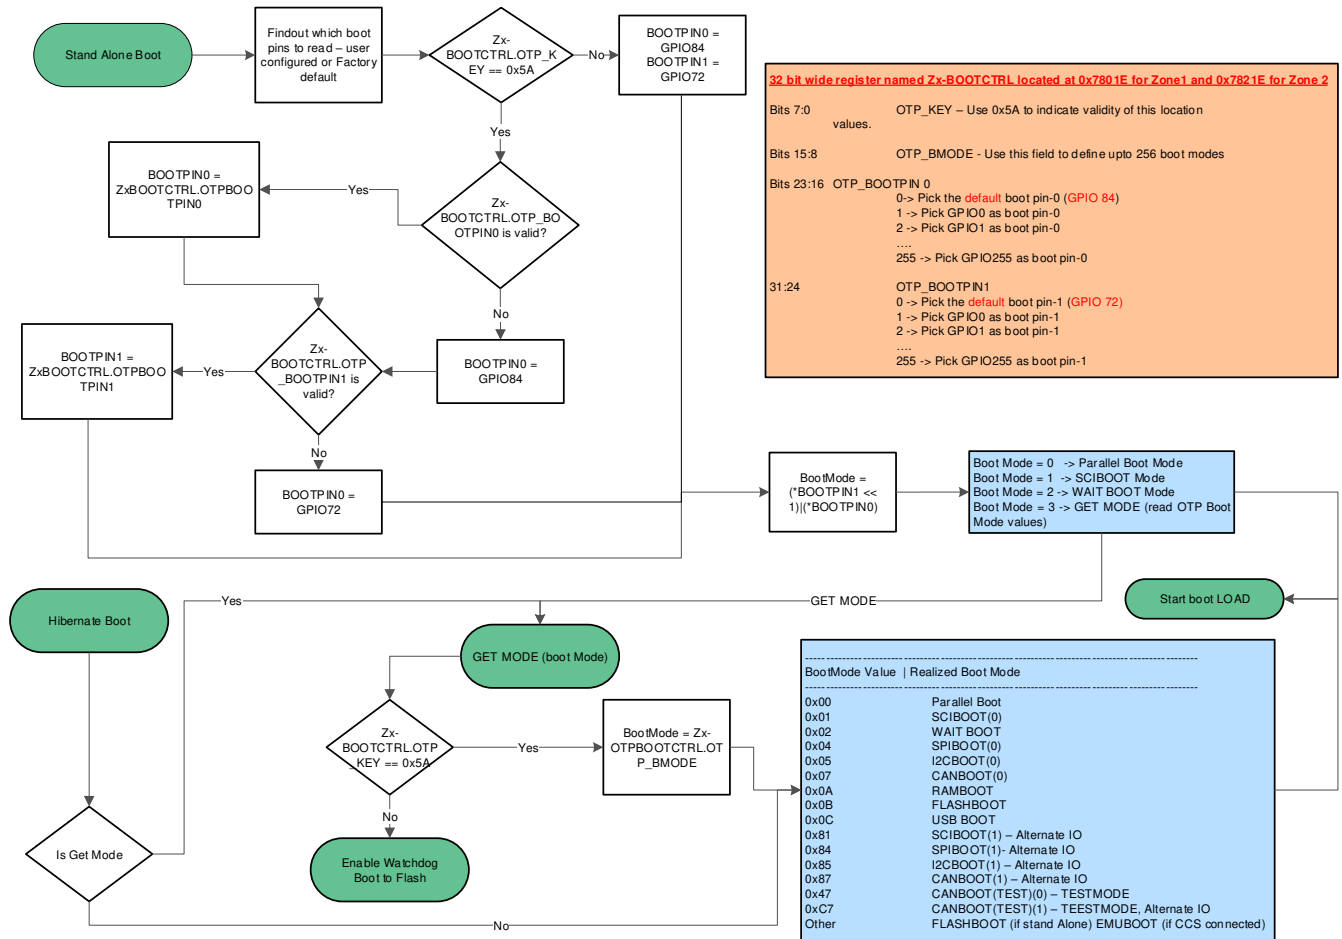 Stand Alone Boot
Findout which boot
pins to read – user
configured or Factory
default
Zx-
BOOTCTRL.OTP_K
EY == 0x5A
No
BOOTPIN0 =
GPIO84
BOOTPIN1 =
GPIO72
Yes
32 bit wide register named Zx-BOOTCTRL located at 0x7801E for Zone1 and 0x7821E for Zone 2
Bits 7:0 OTP_KEY – Use 0x5A to indicate validity of this location
values.
Bits 15:8 OTP_BMODE - Use this field to define upto 256 boot modes
Bits 23:16 OTP_BOOTPIN 0
0-> Pick the default boot pin-0 (GPIO 84)
1 -> Pick GPIO0 as boot pin-0
2 -> Pick GPIO1 as boot pin-0
....
255 -> Pick GPIO255 as boot pin-0
31:24 OTP_BOOTPIN1
0 -> Pick the default boot pin-1 (GPIO 72)
1 -> Pick GPIO0 as boot pin-1
2 -> Pick GPIO1 as boot pin-1
....
255 -> Pick GPIO255 as boot pin-1
BOOTPIN0 =
ZxBOOTCTRL.OTPBOO
TPIN0
Yes
Zx-
BOOTCTRL.OTP_BO
OTPIN0 is valid?
No
BOOTPIN1 =
ZxBOOTCTRL.OTPBOO
TPIN1
Yes
Zx-
BOOTCTRL.OTP
_BOOTPIN1 is
valid?
BOOTPIN0 =
GPIO84
No
BOOTPIN0 =
GPIO72
BootMode =
(*BOOTPIN1 <<
1)|(*BOOTPIN0)
Boot Mode = 0 -> Parallel Boot Mode
Boot Mode = 1 -> SCIBOOT Mode
Boot Mode = 2 -> WAIT BOOT Mode
Boot Mode = 3 -> GET MODE (read OTP Boot
Mode values)
Hibernate Boot
Yes
GET MODE
Start boot LOAD
GET MODE (boot Mode)
Zx-
BOOTCTRL.OTP
_KEY == 0x5A
Yes
BootMode = Zx-
OTPBOOTCTRL.OT
P_BMODE
No
Enable Watchdog
Boot to Flash
Is Get Mode
No
BootMode Value | Realized Boot Mode
0x00 Parallel Boot
0x01 SCIBOOT(0)
0x02 WAIT BOOT
0x04 SPIBOOT(0)
0x05 I2CBOOT(0)
0x07 CANBOOT(0)
0x0A RAMBOOT
0x0B FLASHBOOT
0x0C USB BOOT
0x81 SCIBOOT(1) – Alternate IO
0x84 SPIBOOT(1)- Alternate IO
0x85 I2CBOOT(1) – Alternate IO
0x87 CANBOOT(1) – Alternate IO
0x47 CANBOOT(TEST)(0) – TESTMODE
0xC7 CANBOOT(TEST)(1) – TEESTMODE, Alternate IO
Other FLASHBOOT (if stand Alone) EMUBOOT (if CCS connected)